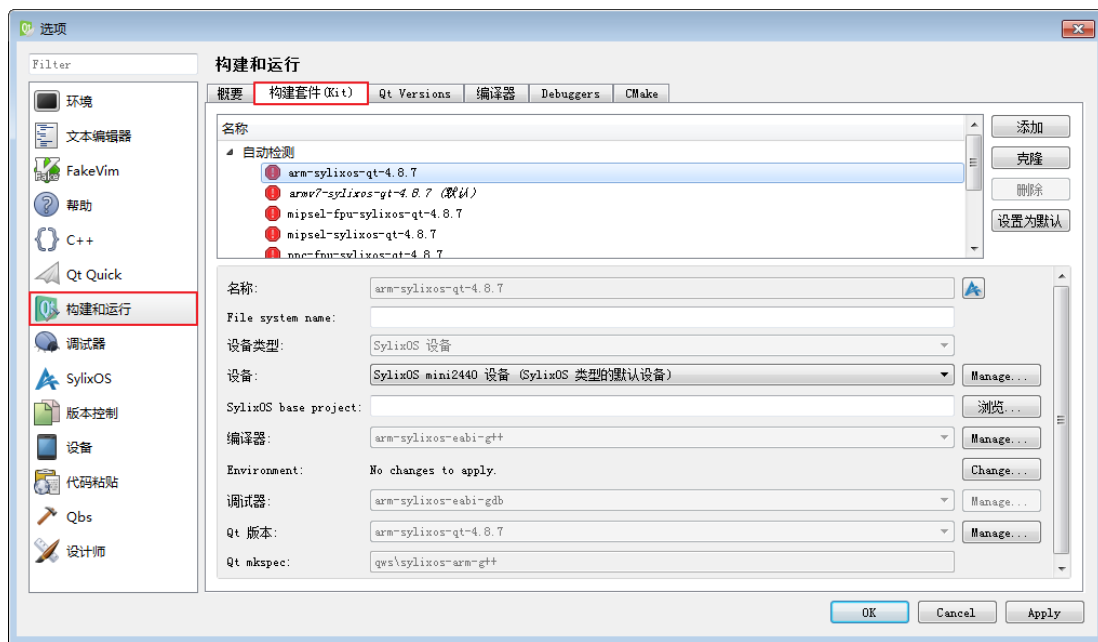 选项
Filter
环境
文本编辑器
FakeVim
帮助
C++
Qt Quick
构建和运行
调试器
SylixOS
版本控制
设备
代码粘贴
Qbs
设计师
构建和运行
概要 构建套件(Kit) Qt Versions 编译器 Debuggers CMake
名称
自动检测
arm-sylixos-qt-4.8.7
armv7-sylixos-qt-4.8.7 (默认)
mipsel-fpu-sylixos-qt-4.8.7
mipsel-sylixos-qt-4.8.7
ppc-fpu-sylixos-qt-4.8.7
添加
克隆
删除
设置为默认
名称: arm-sylixos-qt-4.8.7
File system name:
设备类型: SylixOS 设备
设备: SylixOS mini2440 设备 (SylixOS 类型的默认设备) Manage...
SylixOS base project: 浏览...
编译器: arm-sylixos-eabi-g++ Manage...
Environment: No changes to apply. Change...
调试器: arm-sylixos-eabi-gdb Manage...
Qt 版本: arm-sylixos-qt-4.8.7 Manage...
Qt mkspec: qws\sylixos-arm-g++
OK Cancel Apply